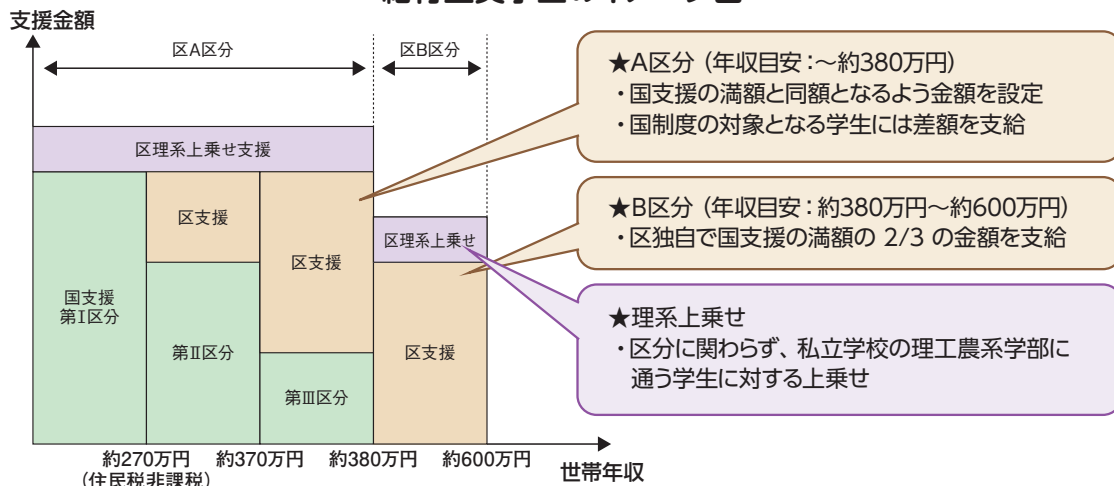 支援金額
区A区分
区B区分
区理系上乗せ支援
区支援
区支援
区理系上乗せ
国支援
第Ⅰ区分
第Ⅱ区分
第Ⅲ区分
区支援
約270万円
(住民税非課税)
約370万円
約380万円
約600万円
世帯年収
★A区分（年収目安：～約380万円）
・国支援の満額と同額となるよう金額を設定
・国制度の対象となる学生には差額を支給
★B区分（年収目安：約380万円～約600万円）
・区独自で国支援の満額の 2/3 の金額を支給
★理系上乗せ
・区分に関わらず、私立学校の理工農系学部に
通う学生に対する上乗せ